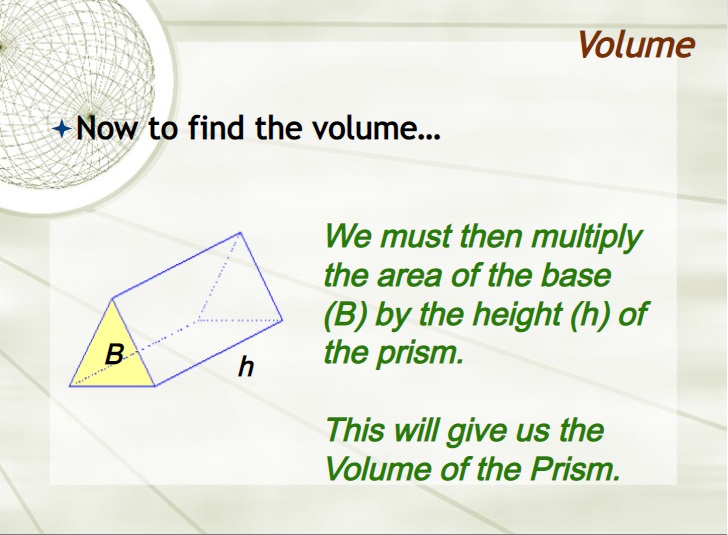 Volume
Now to find the volume…
We must then multiply
the area of the base
(B) by the height (h) of
the prism.
B
h
This will give us the
Volume of the Prism.